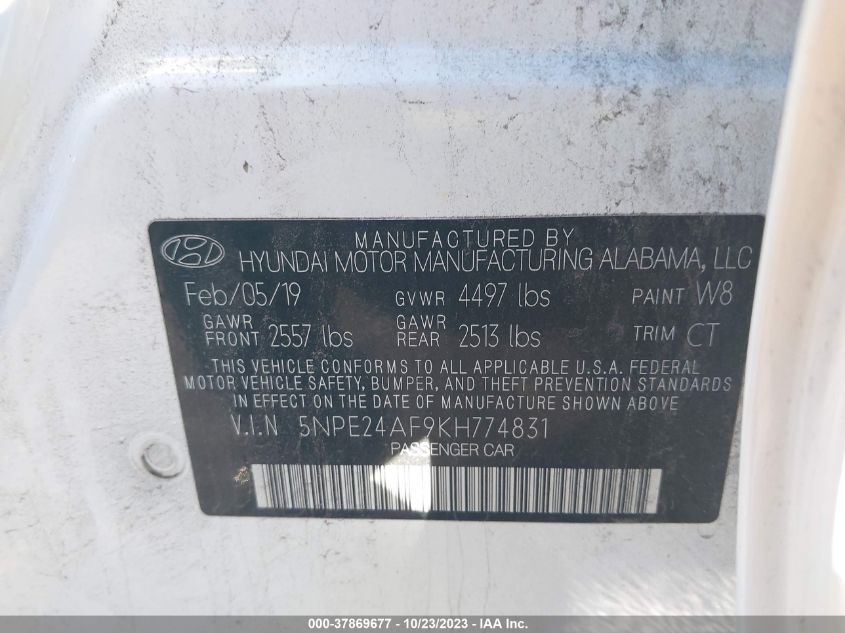 MANUFACTURED BY
HYUNDAI MOTOR MANUFACTURING ALABAMA, LLC
Feb/05/19 GVWR 4497 lbs PAINT W8
GAWR FRONT 2557 lbs GAWR REAR 2513 lbs TRIM CT
THIS VEHICLE CONFORMS TO ALL APPLICABLE U.S.A. FEDERAL
MOTOR VEHICLE SAFETY, BUMPER, AND THEFT PREVENTION STANDARDS
IN EFFECT ON THE DATE OF MANUFACTURE SHOWN ABOVE
V.I.N 5NPE24AF9KH774831
PASSENGER CAR
000-37869677 - 10/23/2023 - IAAI.COM